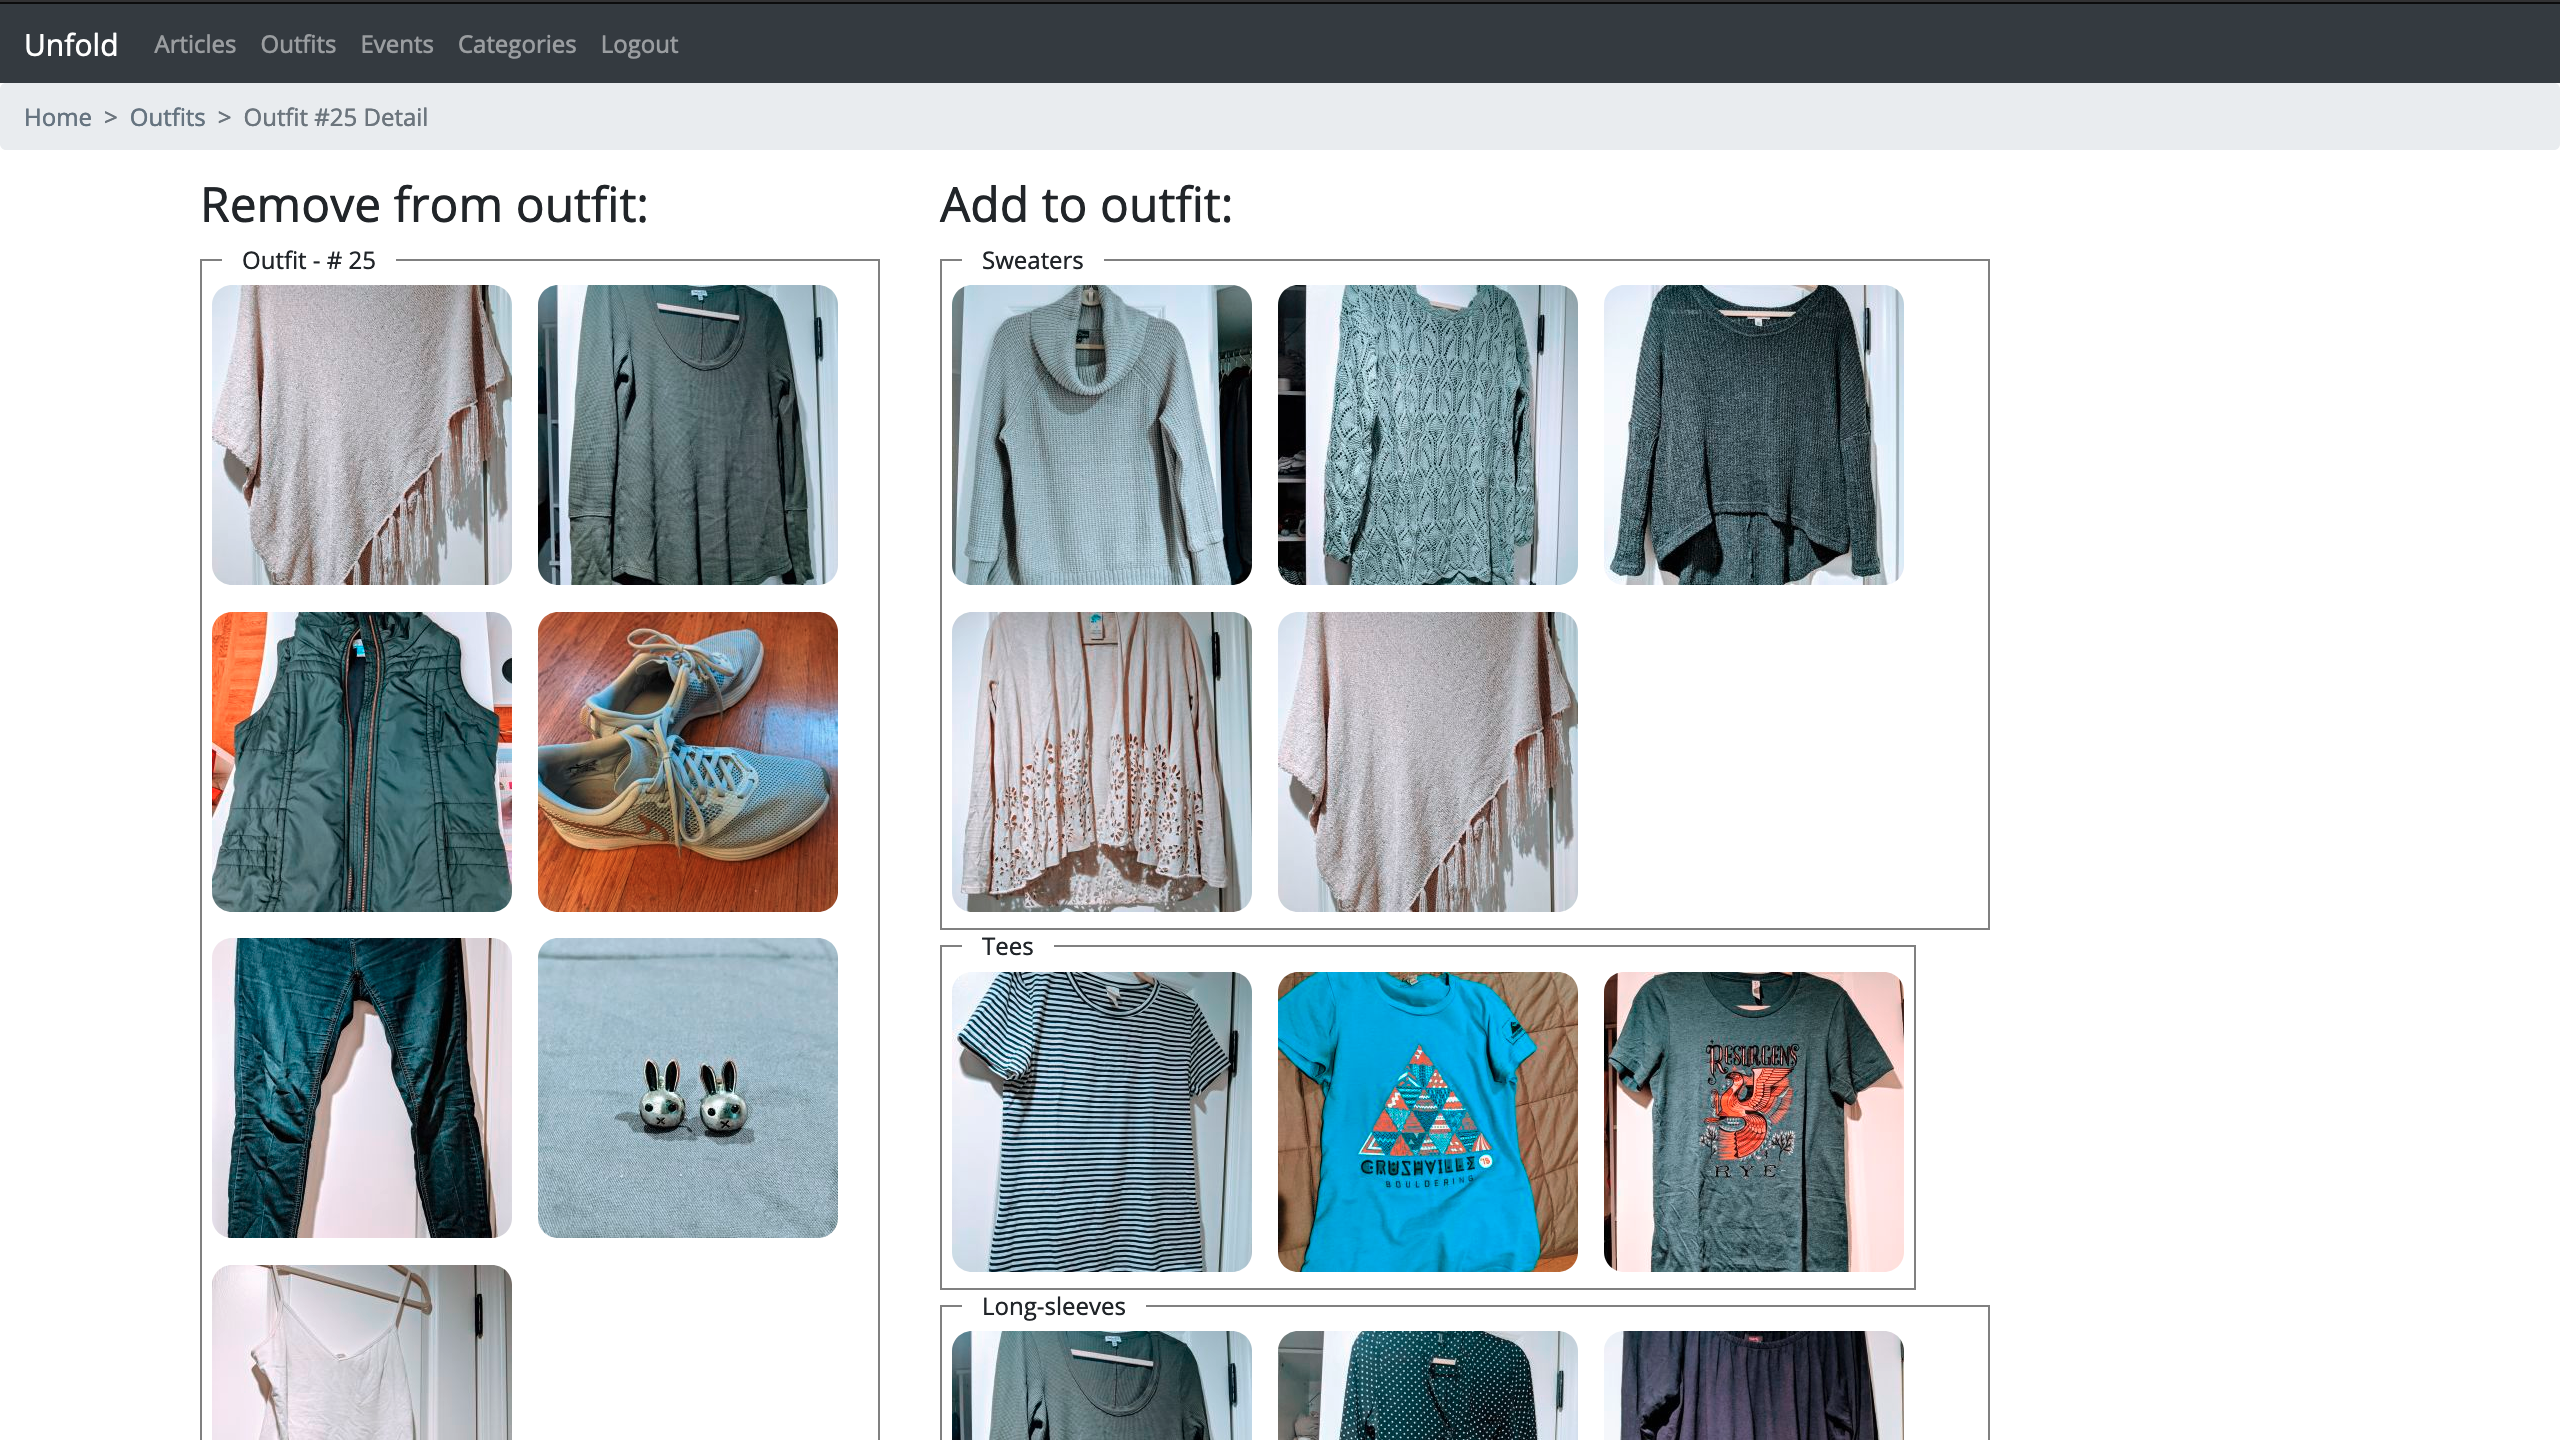 Unfold Articles Outfits Events Categories Logout
Home > Outfits > Outfit #25 Detail
Remove from outfit:
Add to outfit:
Outfit - # 25
Sweaters
Tees
CRUSHVILLE '15
BOULDERING
RESURGENS
RYE
Long-sleeves